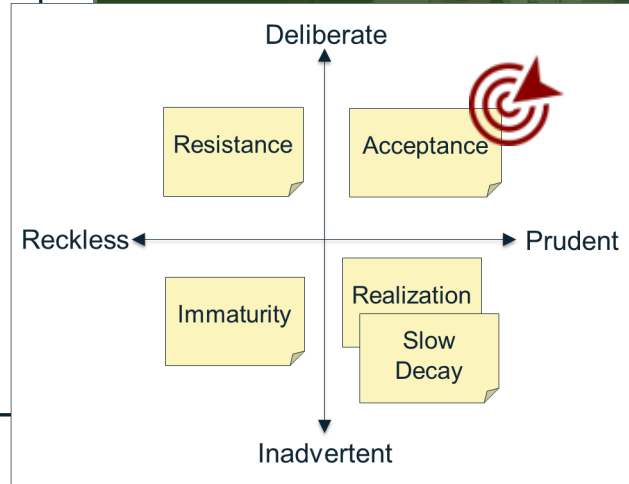 Deliberate
Resistance
Acceptance
Reckless
Prudent
Immaturity
Realization
Slow
Decay
Inadvertent